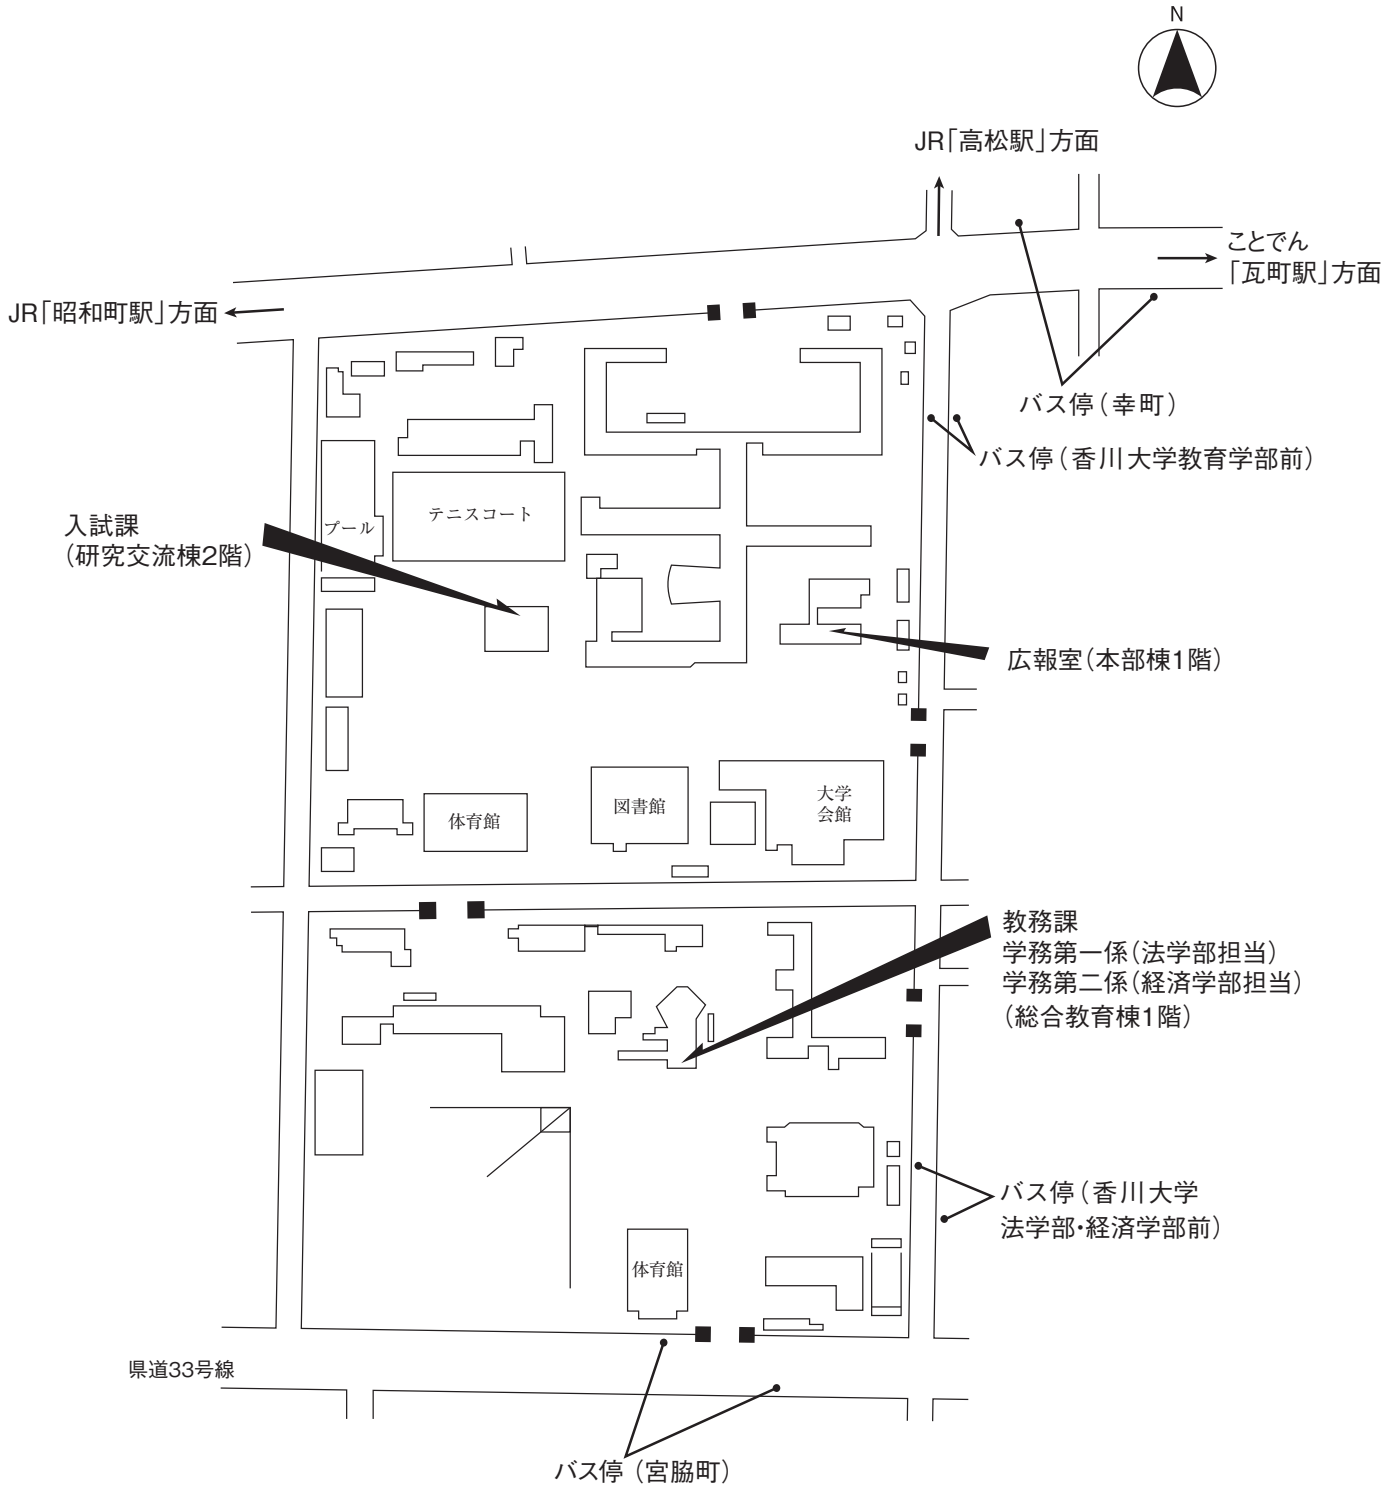 N
JR「高松駅」方面
ことでん
「瓦町駅」方面
JR「昭和町駅」方面
バス停（幸町）
バス停（香川大学教育学部前）
入試課
（研究交流棟2階）
プール
テニスコート
広報室（本部棟1階）
体育館
図書館
大学
会館
教務課
学務第一係（法学部担当）
学務第二係（経済学部担当）
（総合教育棟1階）
バス停（香川大学
法学部・経済学部前）
体育館
県道33号線
バス停（宮脇町）